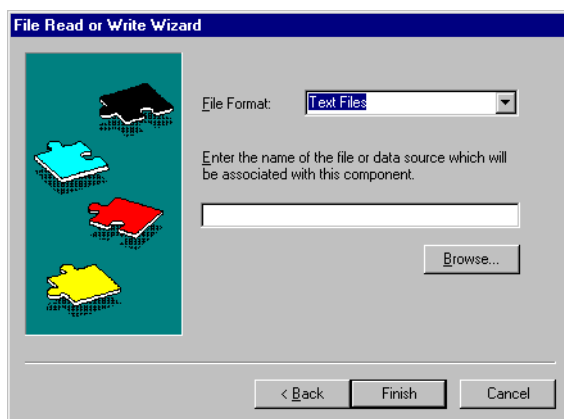 File Read or Write Wizard
File Format: Text Files
Enter the name of the file or data source which will
be associated with this component.
Browse...
< Back Finish Cancel